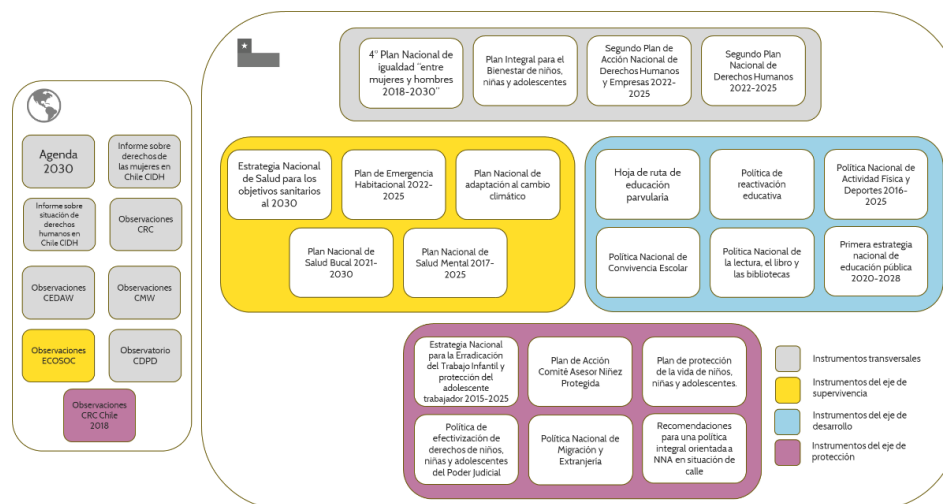 Agenda
2030
Informe sobre
derechos de
las mujeres en
Chile CIDH
Informe sobre
situación de
derechos
humanos en
Chile CIDH
Observaciones
CRC
Observaciones
CEDAW
Observaciones
CMW
Observaciones
ECOSOC
Observatorio
CDPD
Observaciones
CRC Chile
2018
4° Plan Nacional de
igualdad "entre
mujeres y hombres
2018-2030"
Plan Integral para el
Bienestar de niños,
niñas y adolescentes
Segundo Plan de
Acción Nacional de
Derechos Humanos
y Empresas 2022-
2025
Segundo Plan
Nacional de
Derechos Humanos
2022-2025
Estrategia Nacional
de Salud para los
objetivos sanitarios
al 2030
Plan de Emergencia
Habitacional 2022-
2025
Plan Nacional de
adaptación al cambio
climático
Plan Nacional de
Salud Bucal 2021-
2030
Plan Nacional de
Salud Mental 2017-
2025
Hoja de ruta de
educación
parvularia
Política de
reactivación
educativa
Política Nacional de
Actividad Física y
Deportes 2016-
2025
Política Nacional de
Convivencia Escolar
Política Nacional de
la lectura, el libro y
las bibliotecas
Primera estrategia
nacional de
educación pública
2020-2028
Estrategia Nacional
para la Erradicación
del Trabajo Infantil y
protección del
adolescente
trabajador 2015-2025
Plan de Acción
Comité Asesor Niñez
Protegida
Plan de protección
de la vida de niños,
niñas y adolescentes.
Política de
efectivización de
derechos de niños,
niñas y adolescentes
del Poder Judicial
Política Nacional de
Migración y
Extranjería
Recomendaciones
para una política
integral orientada a
NNA en situación de
calle
Instrumentos transversales
Instrumentos del eje de
supervivencia
Instrumentos del eje de
desarrollo
Instrumentos del eje de
protección